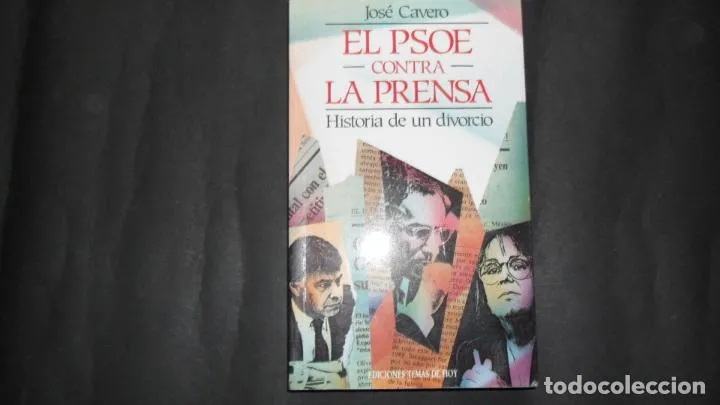 José Cavero
EL PSOE
CONTRA
LA PRENSA
Historia de un divorcio
EDICIONES TEMAS DE HOY
todocoleccion